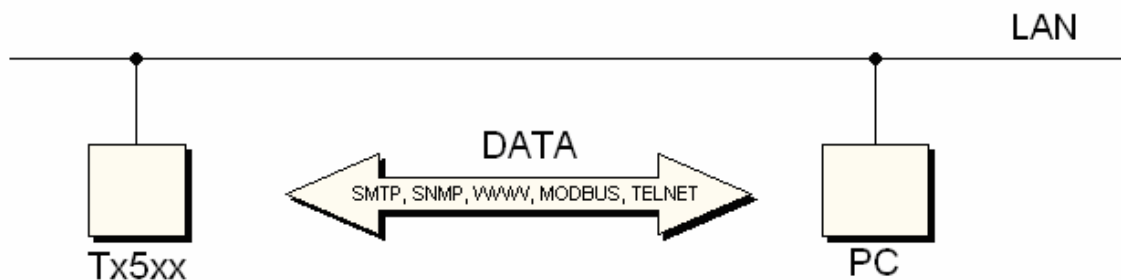 LAN
DATA
SMTP, SNMP, WWW, MODBUS, TELNET
Tx5xx
PC